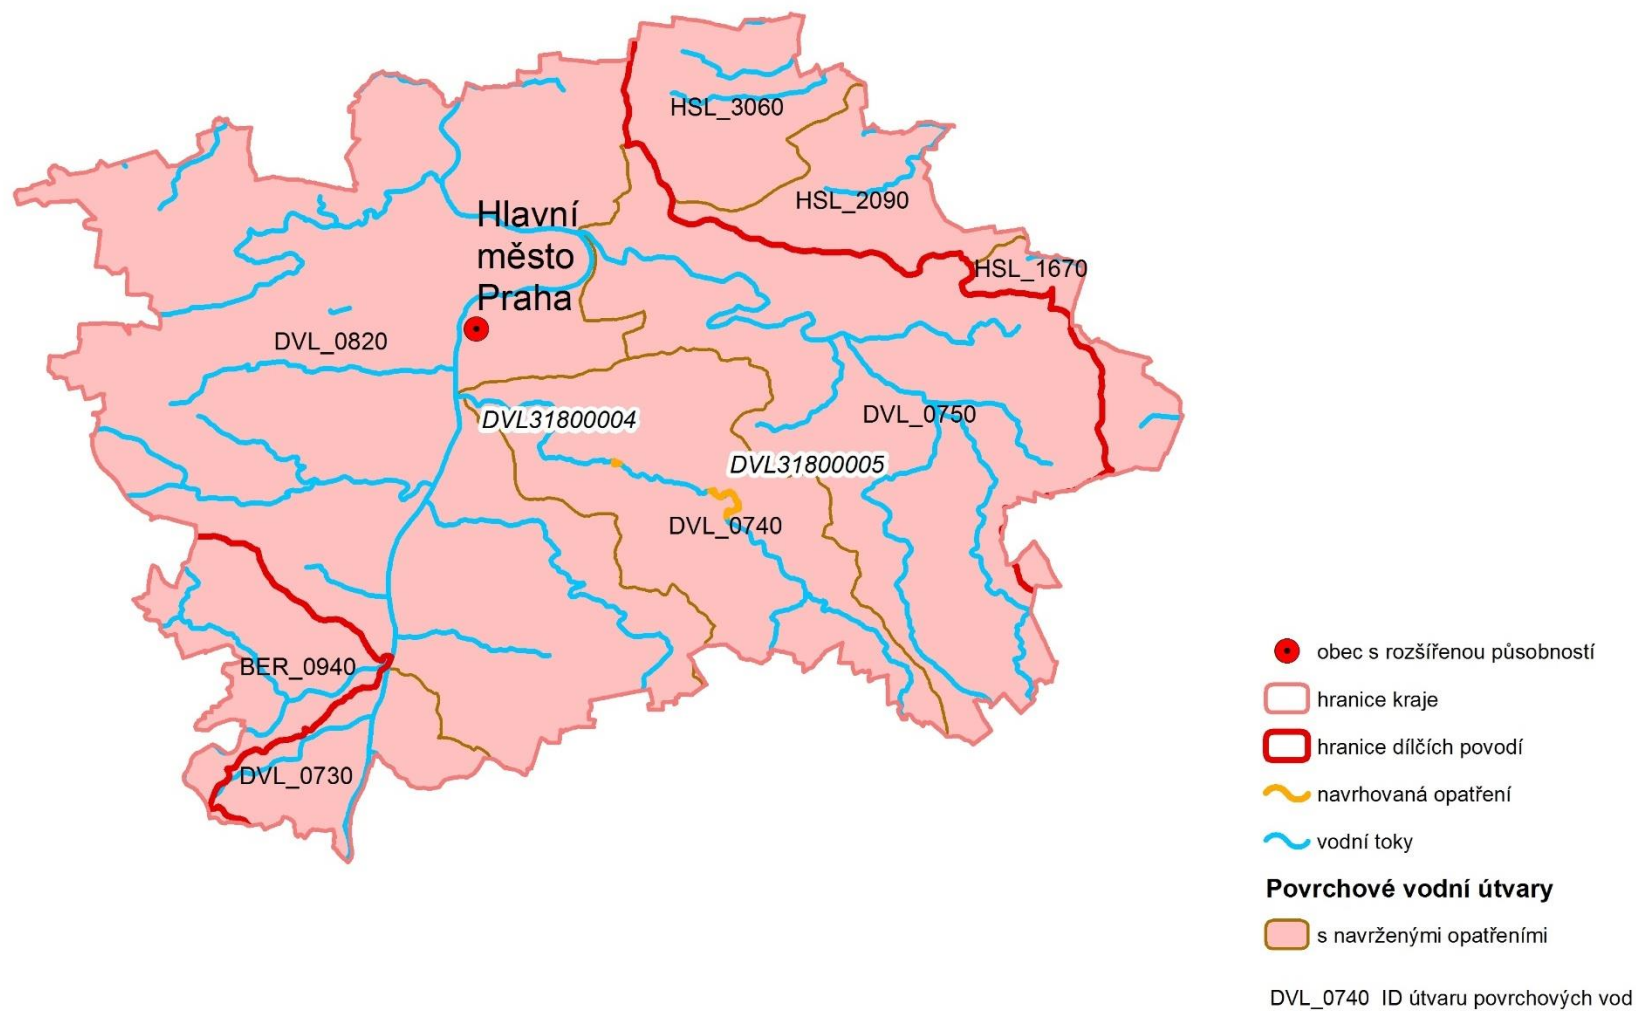 HSL_3060
HSL_2090
Hlavní
město
Praha
HSL_1670
DVL_0820
DVL31800004
DVL_0750
DVL31800005
DVL_0740
BER_0940
DVL_0730
obec s rozšířenou působností
hranice kraje
hranice dílčích povodí
navrhovaná opatření
vodní toky
Povrchové vodní útvary
s navrženými opatřeními
DVL_0740 ID útvaru povrchových vod